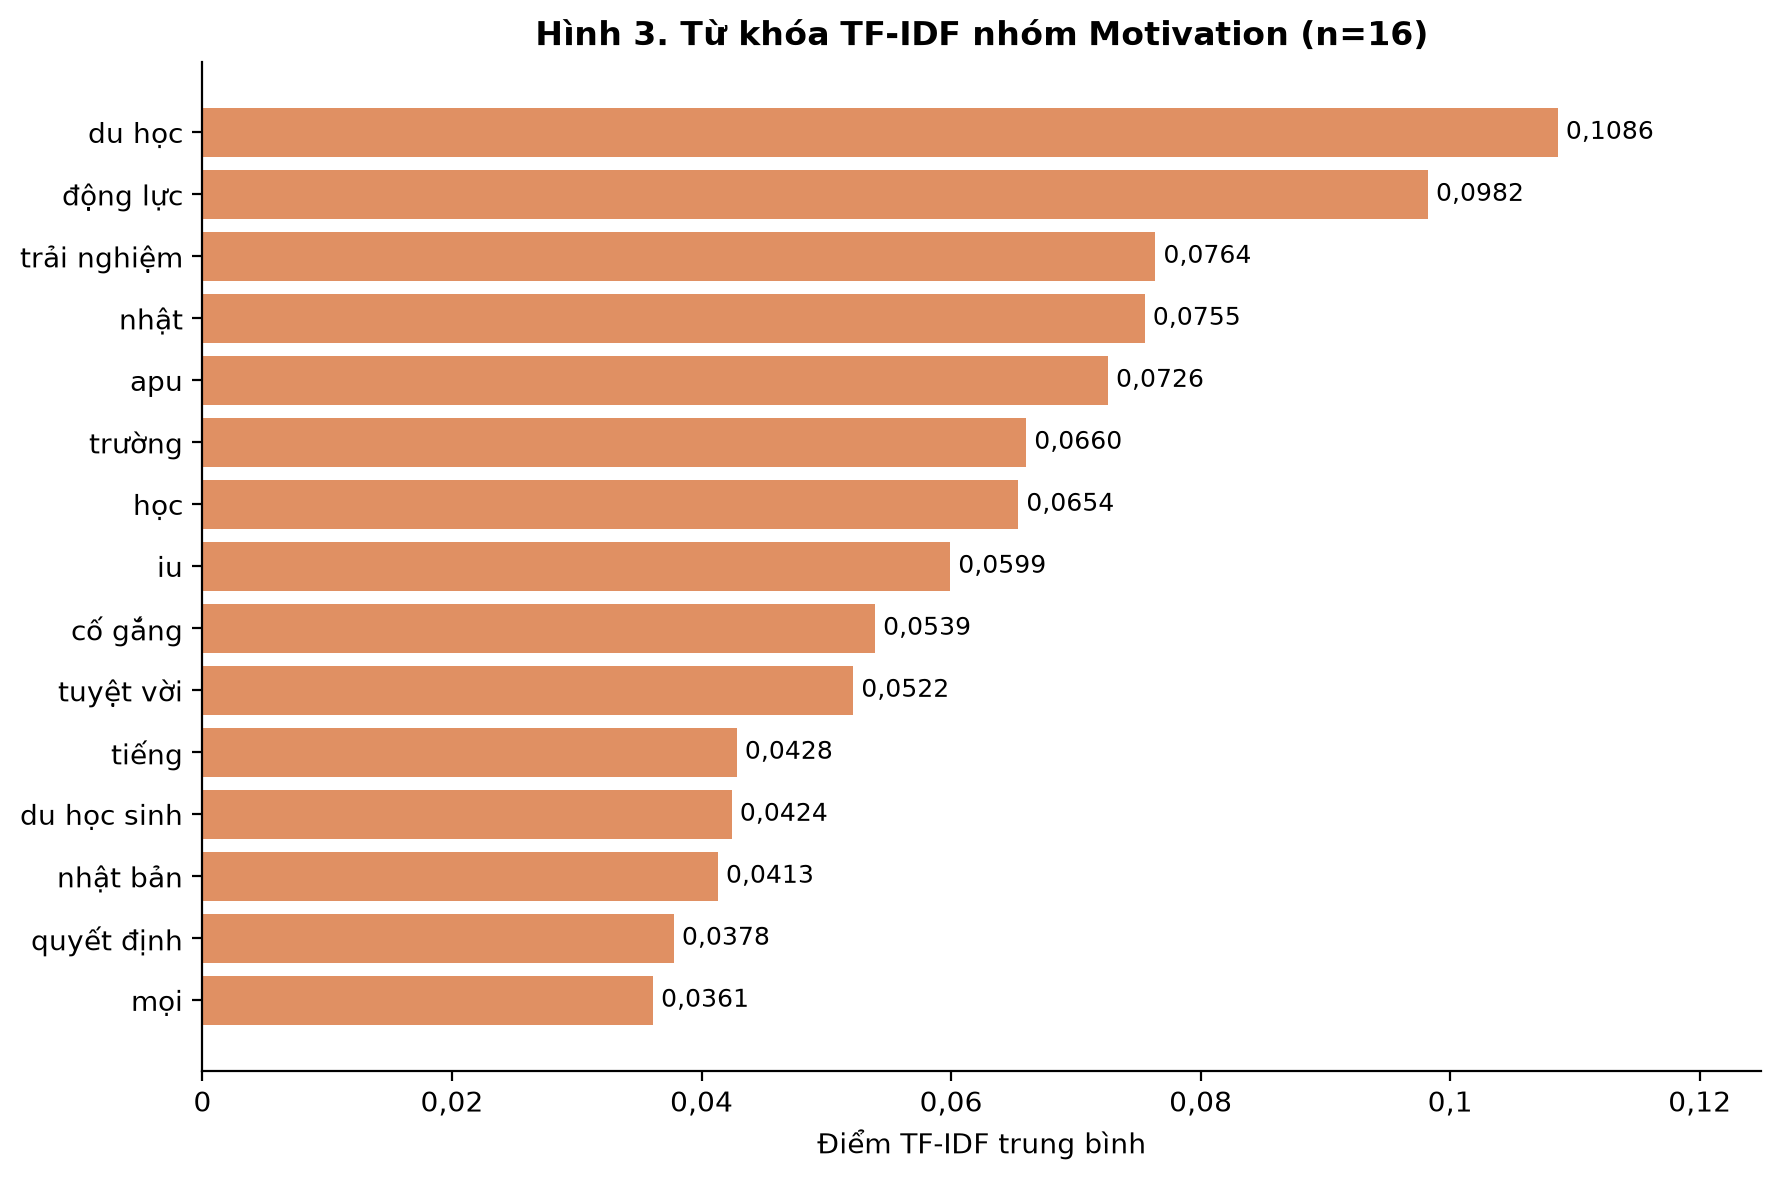 Hình 3. Từ khóa TF-IDF nhóm Motivation (n=16)
du học 0,1086
động lực 0,0982
trải nghiệm 0,0764
nhật 0,0755
apu 0,0726
trường 0,0660
học 0,0654
iu 0,0599
cố gắng 0,0539
tuyệt vời 0,0522
tiếng 0,0428
du học sinh 0,0424
nhật bản 0,0413
quyết định 0,0378
mọi 0,0361
0 0,02 0,04 0,06 0,08 0,1 0,12
Điểm TF-IDF trung bình